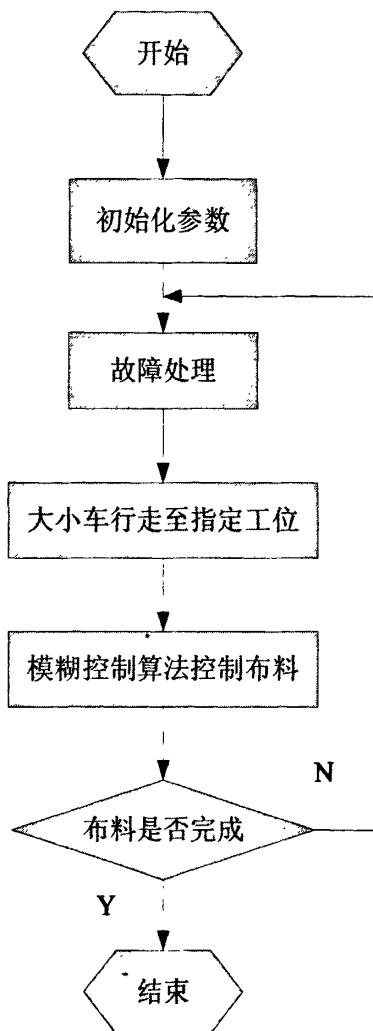 开始
初始化参数
故障处理
大小车行走至指定工位
模糊控制算法控制布料
N
布料是否完成
Y
结束